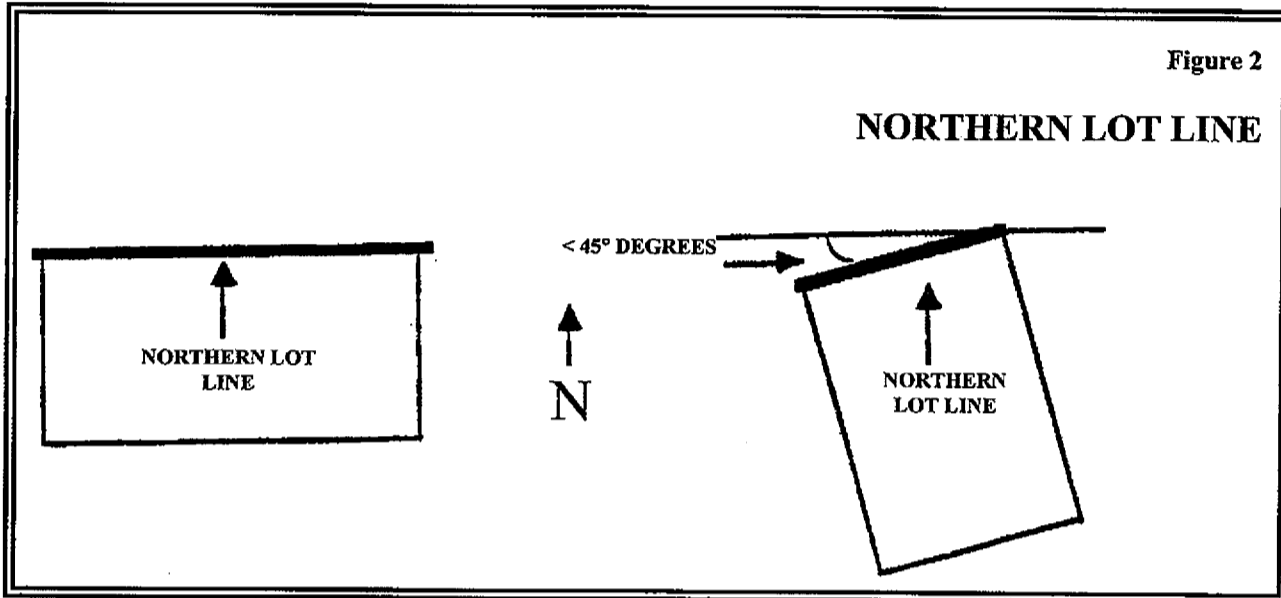 Figure 2
NORTHERN LOT LINE
< 45° DEGREES
NORTHERN LOT
LINE
N
NORTHERN
LOT LINE